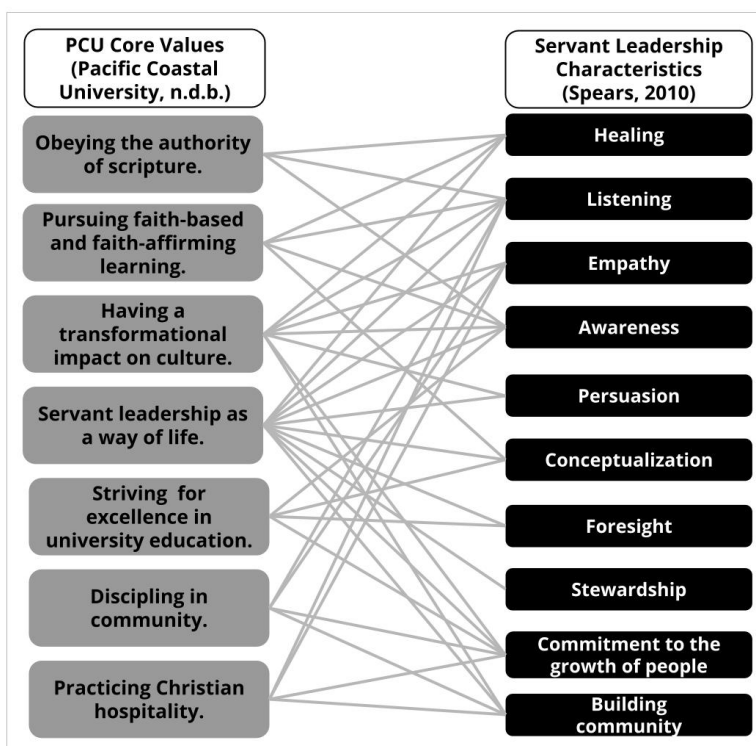 PCU Core Values
(Pacific Coastal
University, n.d.b.)
Obeying the authority
of scripture.
Pursuing faith-based
and faith-affirming
learning.
Having a
transformational
impact on culture.
Servant leadership as
a way of life.
Striving for
excellence in
university education.
Discipling in
community.
Practicing Christian
hospitality.
Servant Leadership
Characteristics
(Spears, 2010)
Healing
Listening
Empathy
Awareness
Persuasion
Conceptualization
Foresight
Stewardship
Commitment to the
growth of people
Building
community